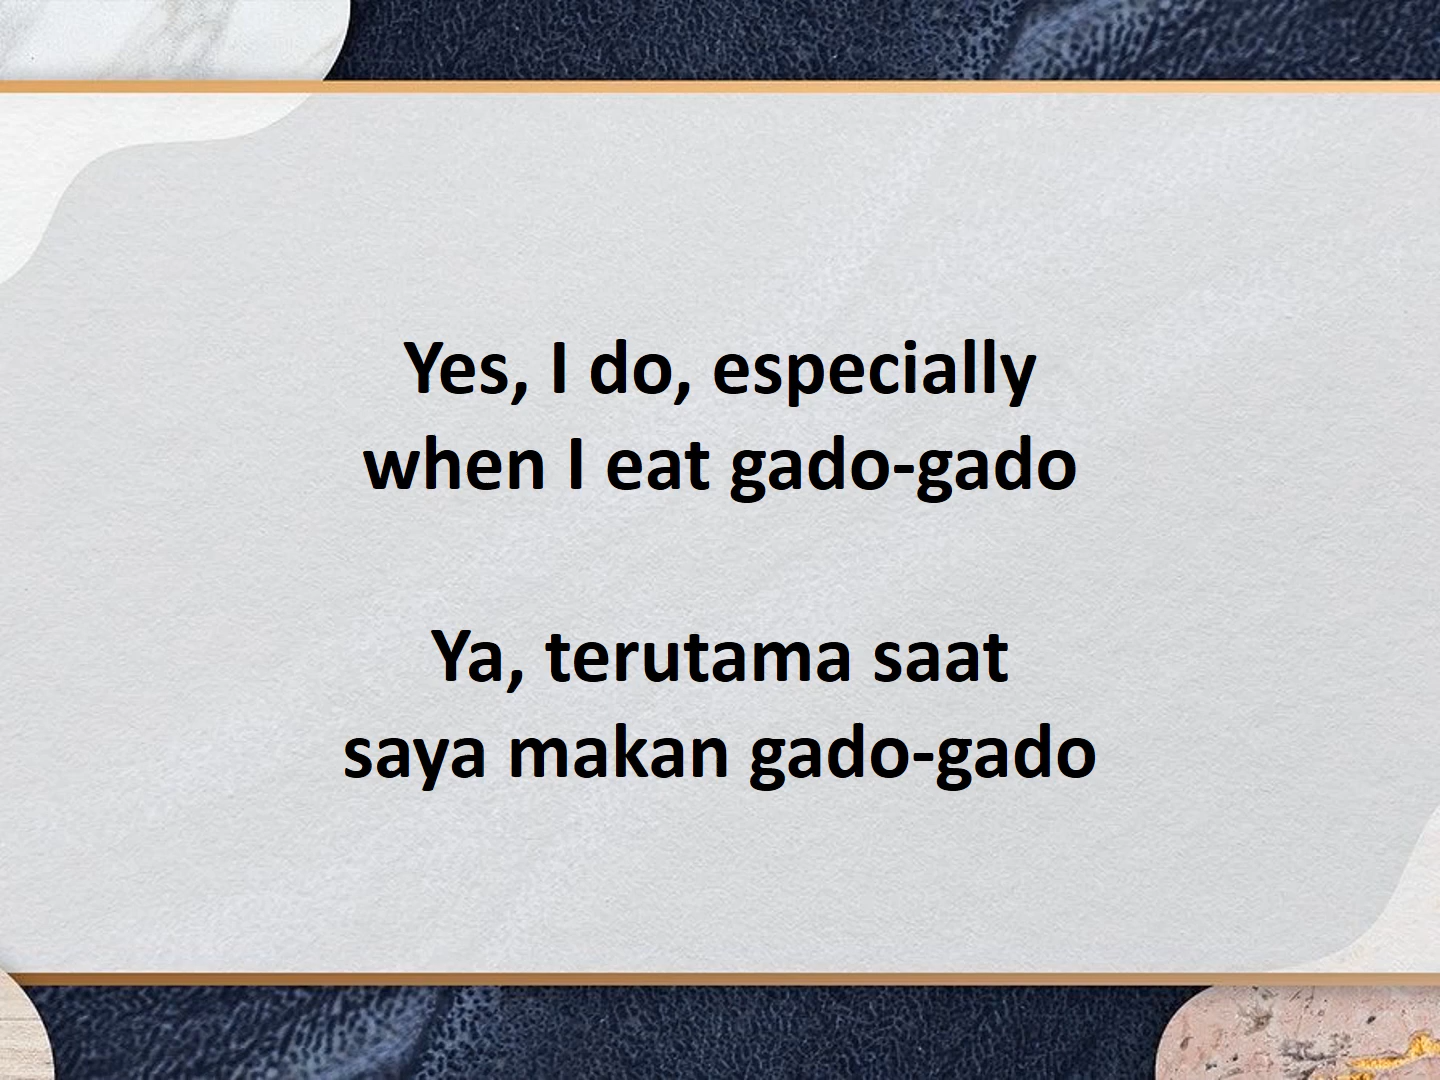 Yes, I do, especially
when I eat gado-gado
Ya, terutama saat
saya makan gado-gado